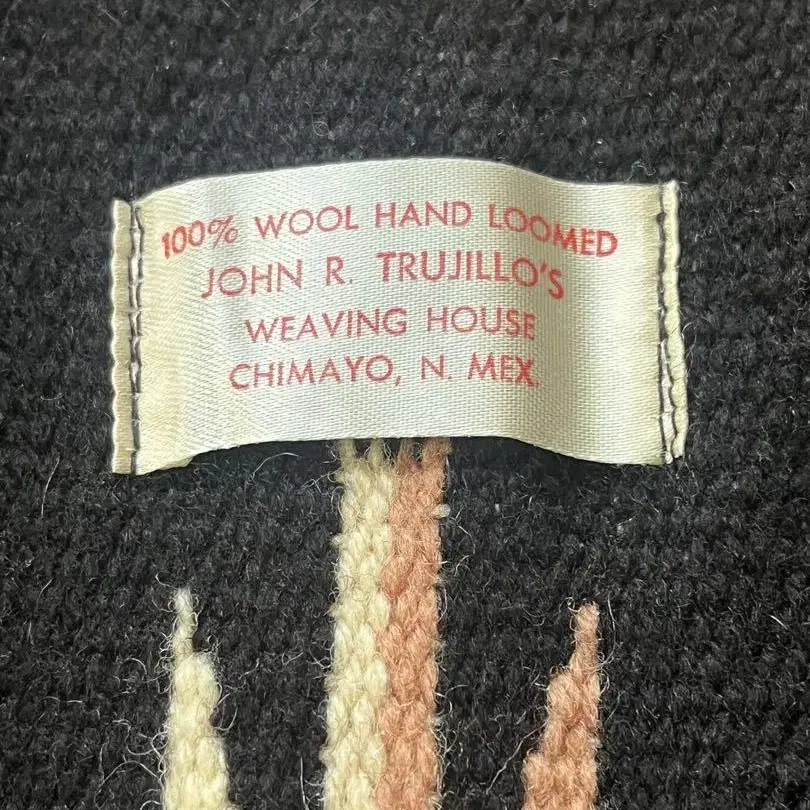 100% WOOL HAND LOOMED
JOHN R. TRUJILLO'S
WEAVING HOUSE
CHIMAYO, N. MEX.